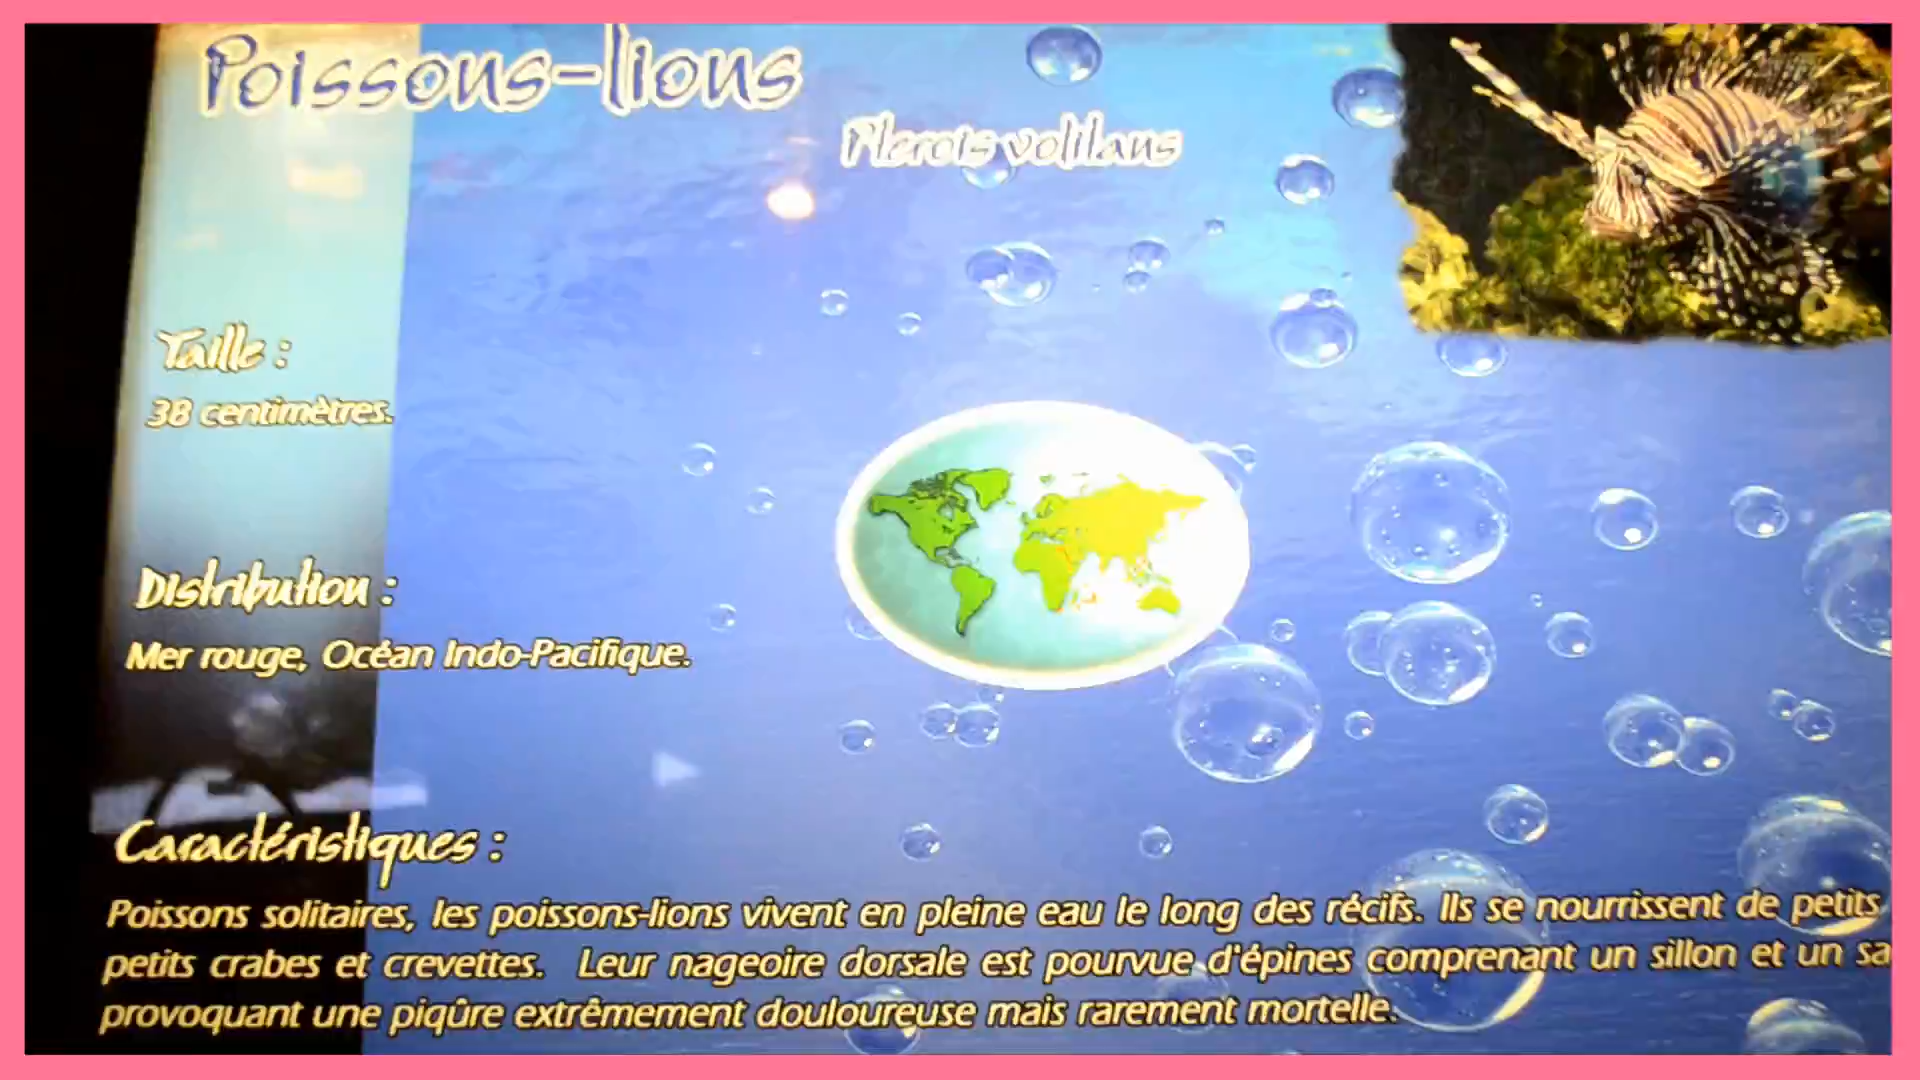 Poissons-lions
Pterois volitans
Taille :
38 centimètres.
Distribution :
Mer rouge, Océan Indo-Pacifique.
Caractéristiques :
Poissons solitaires, les poissons-lions vivent en pleine eau le long des récifs. Ils se nourrissent de petits
petits crabes et crevettes. Leur nageoire dorsale est pourvue d'épines comprenant un sillon et un sa
provoquant une piqûre extrêmement douloureuse mais rarement mortelle.